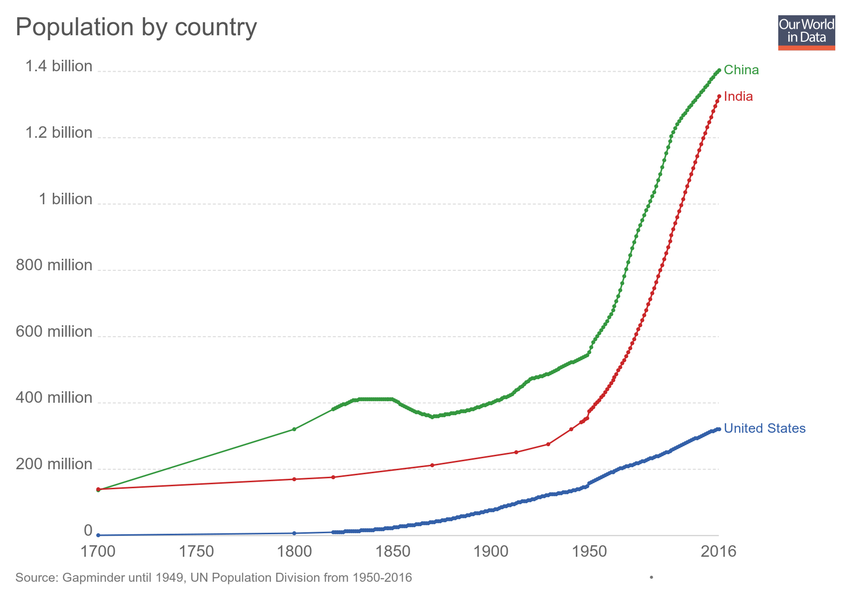 Population by country
Our World
in Data
1.4 billion
China
India
1.2 billion
1 billion
800 million
600 million
400 million
United States
200 million
0
1700
1750
1800
1850
1900
1950
2016
Source: Gapminder until 1949, UN Population Division from 1950-2016